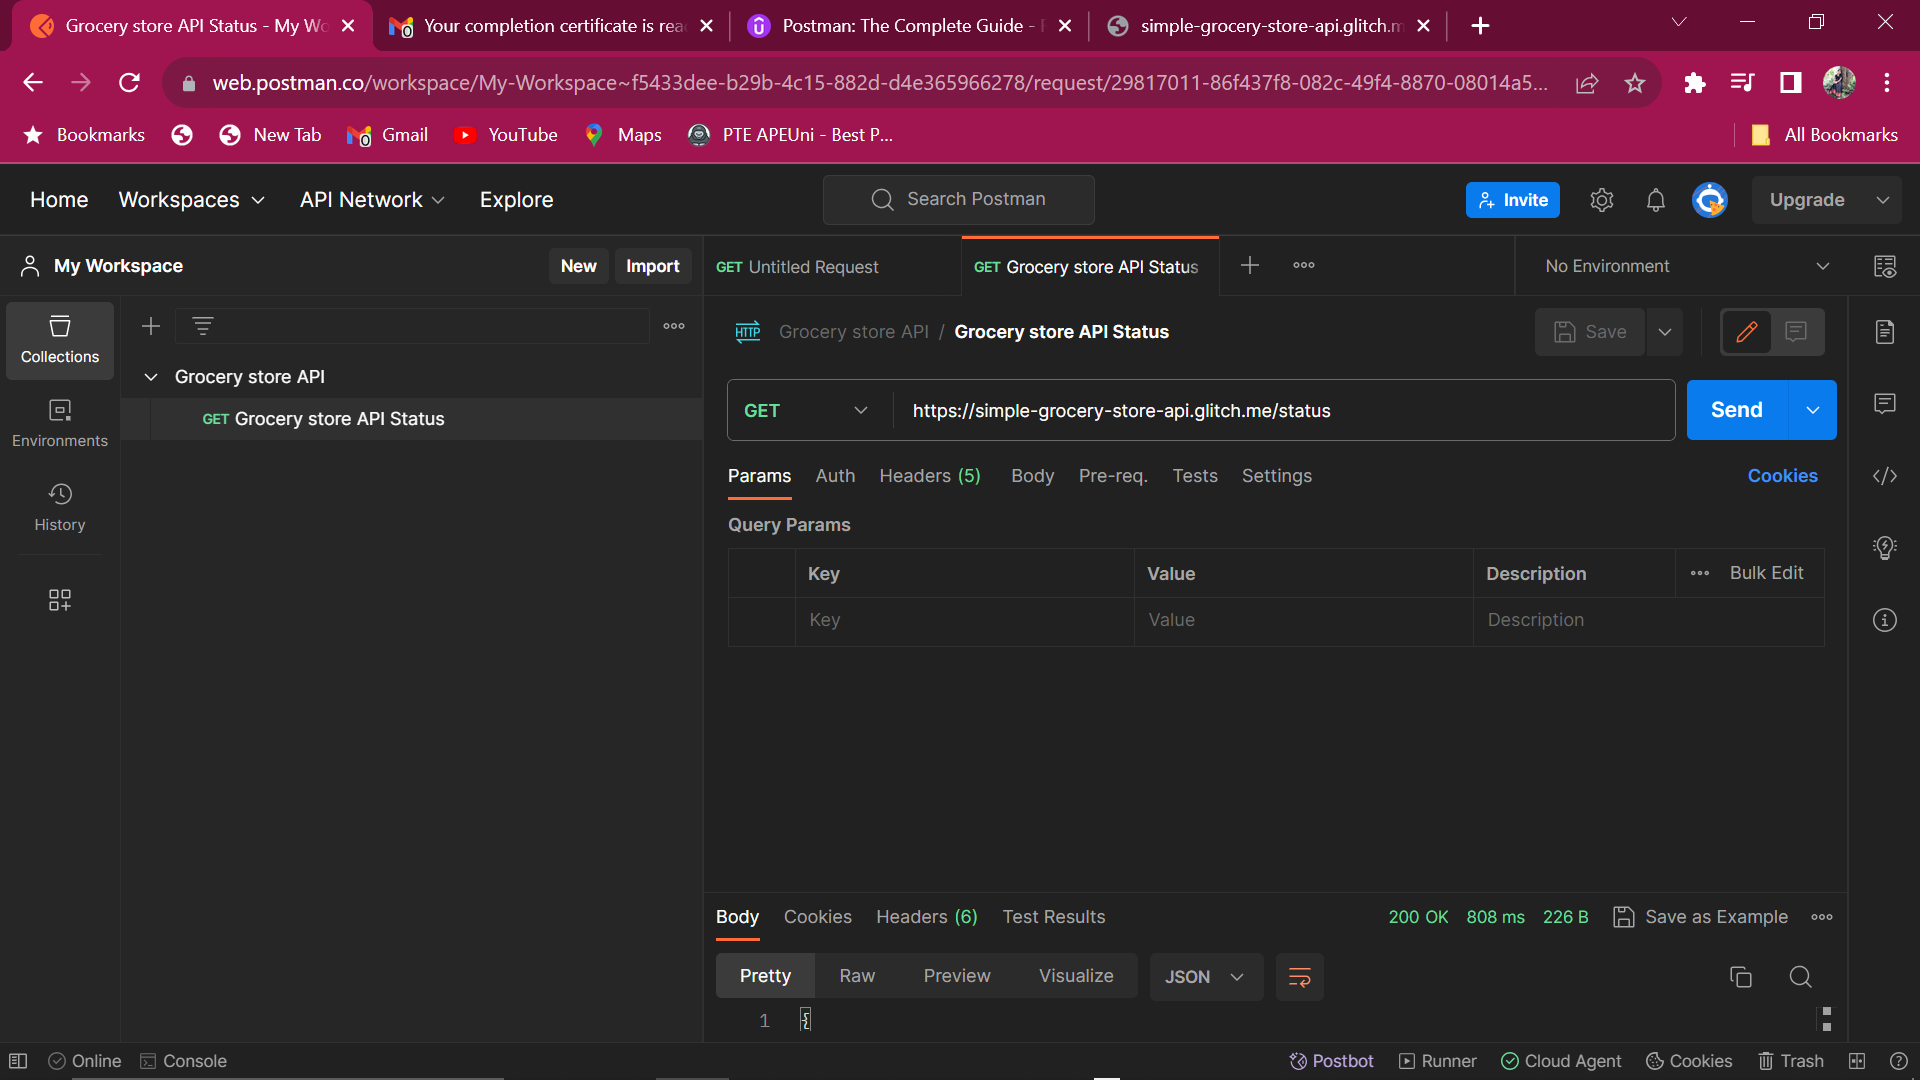 Grocery store API Status - My Wo
Your completion certificate is rea
Postman: The Complete Guide -
simple-grocery-store-api.glitch.m
web.postman.co/workspace/My-Workspace~f5433dee-b29b-4c15-882d-d4e365966278/request/29817011-86f437f8-082c-49f4-8870-08014a5...
Bookmarks New Tab Gmail YouTube Maps PTE APEUni - Best P... All Bookmarks
Home Workspaces API Network Explore Search Postman Invite Upgrade
My Workspace New Import
GET Untitled Request GET Grocery store API Status No Environment
Collections
Environments
History
Grocery store API
GET Grocery store API Status
HTTP Grocery store API / Grocery store API Status Save
GET https://simple-grocery-store-api.glitch.me/status Send
Params Auth Headers (5) Body Pre-req. Tests Settings Cookies
Query Params
Key Value Description Bulk Edit
Key Value Description
Body Cookies Headers (6) Test Results 200 OK 808 ms 226 B Save as Example
Pretty Raw Preview Visualize JSON
1 {
Online Console Postbot Runner Cloud Agent Cookies Trash